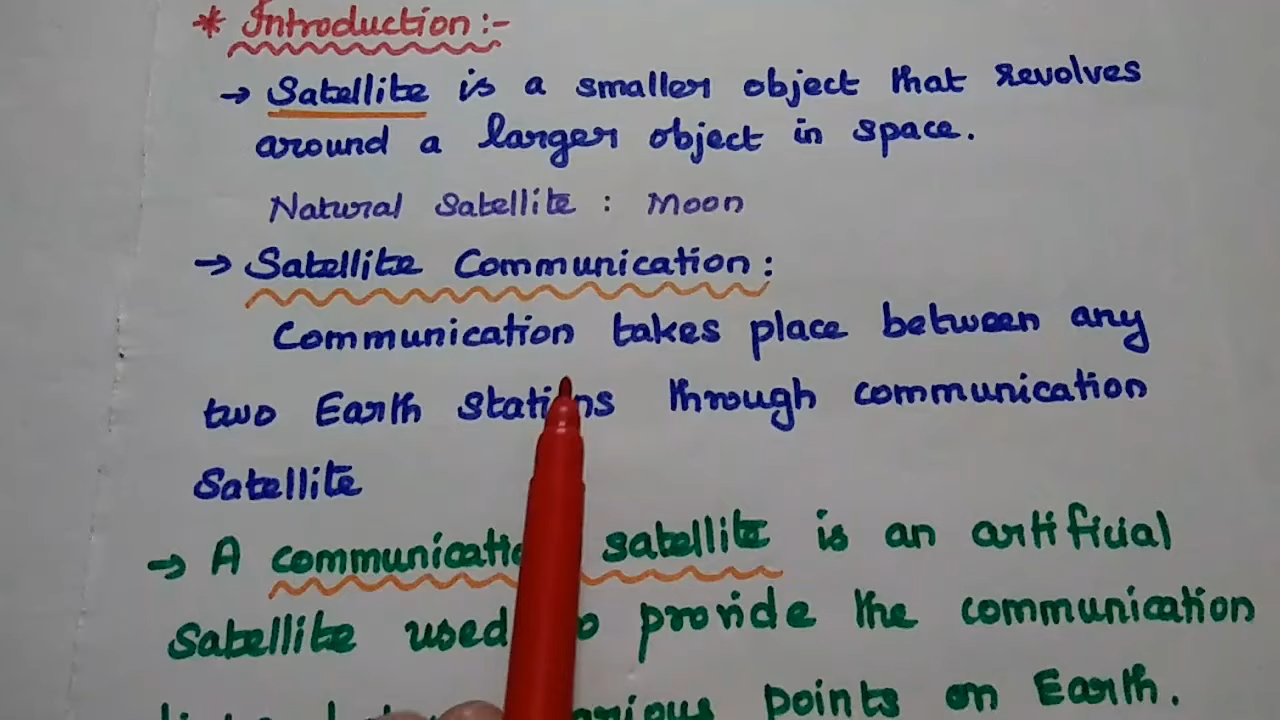 * Introduction:-
→ Satellite is a smaller object that revolves
around a larger object in space.
Natural Satellite : Moon
→ Satellite Communication:
Communication takes place between any
two Earth stations through communication
Satellite
→ A communication satellite is an artificial
Satellite used to provide the communication
points on Earth.